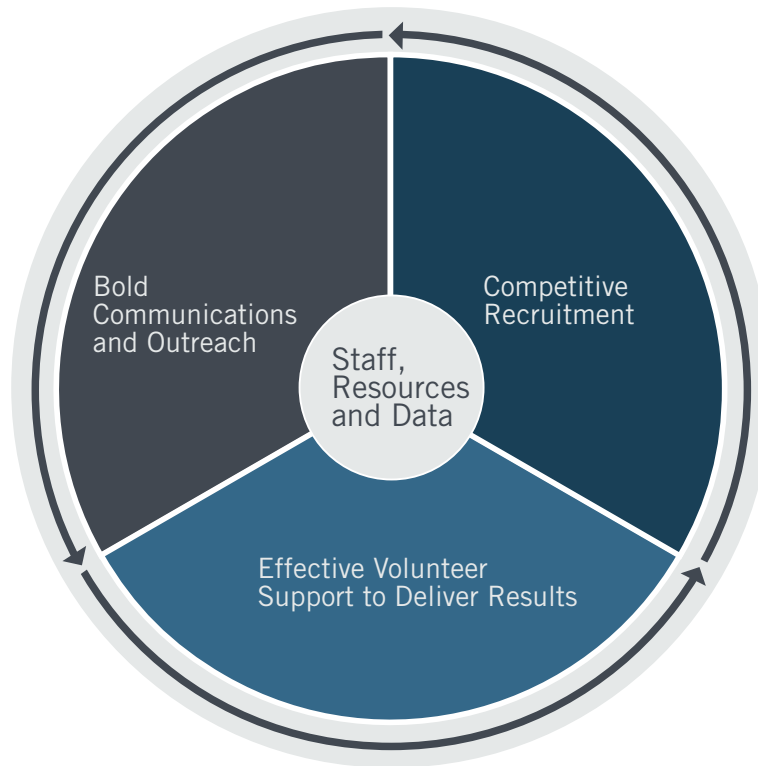 Bold
Communications
and Outreach
Competitive
Recruitment
Staff,
Resources
and Data
Effective Volunteer
Support to Deliver Results